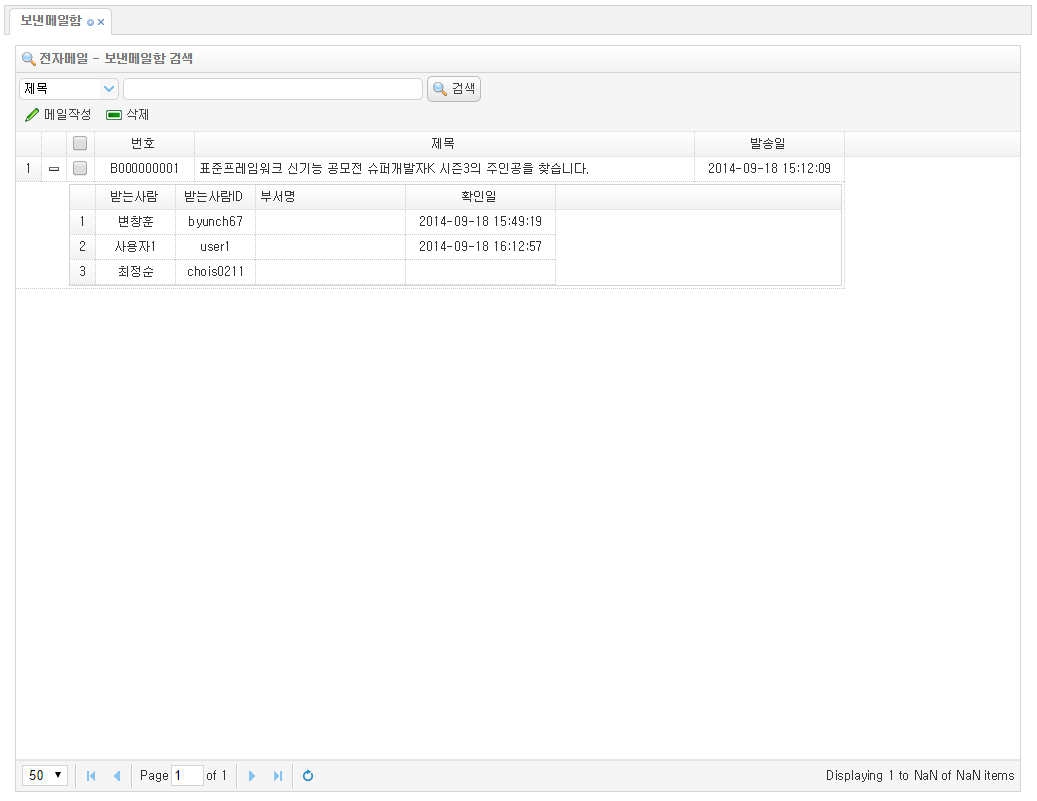 보낸메일함
전자메일 - 보낸메일함 검색
제목 검색
메일작성 삭제
번호 제목 발송일
1 B000000001 표준프레임워크 신기능 공모전 슈퍼개발자K 시즌3의 주인공을 찾습니다. 2014-09-18 15:12:09
받는사람 받는사람ID 부서명 확인일
1 변창훈 byunch67 2014-09-18 15:49:19
2 사용자1 user1 2014-09-18 16:12:57
3 최정순 chois0211
50 Page 1 of 1 Displaying 1 to NaN of NaN items